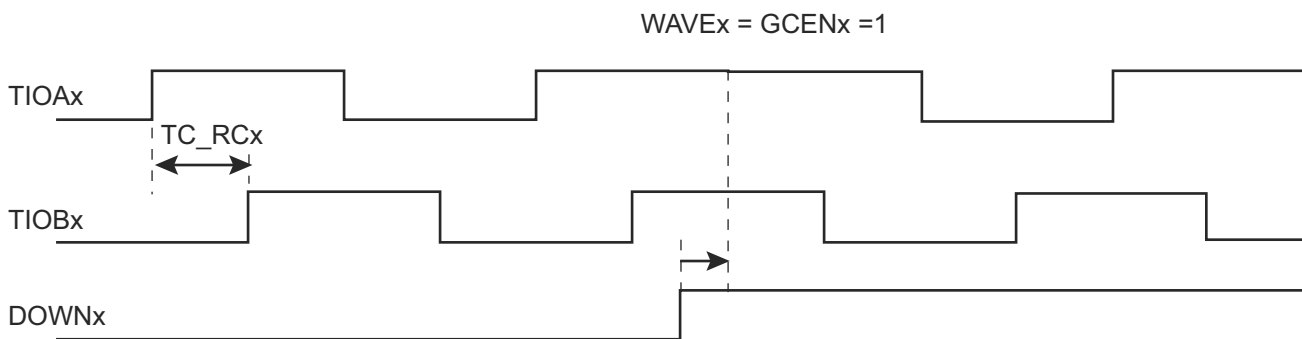 WAVEx = GCENx =1
TIOAx
TC_RCx
TIOBx
DOWNx